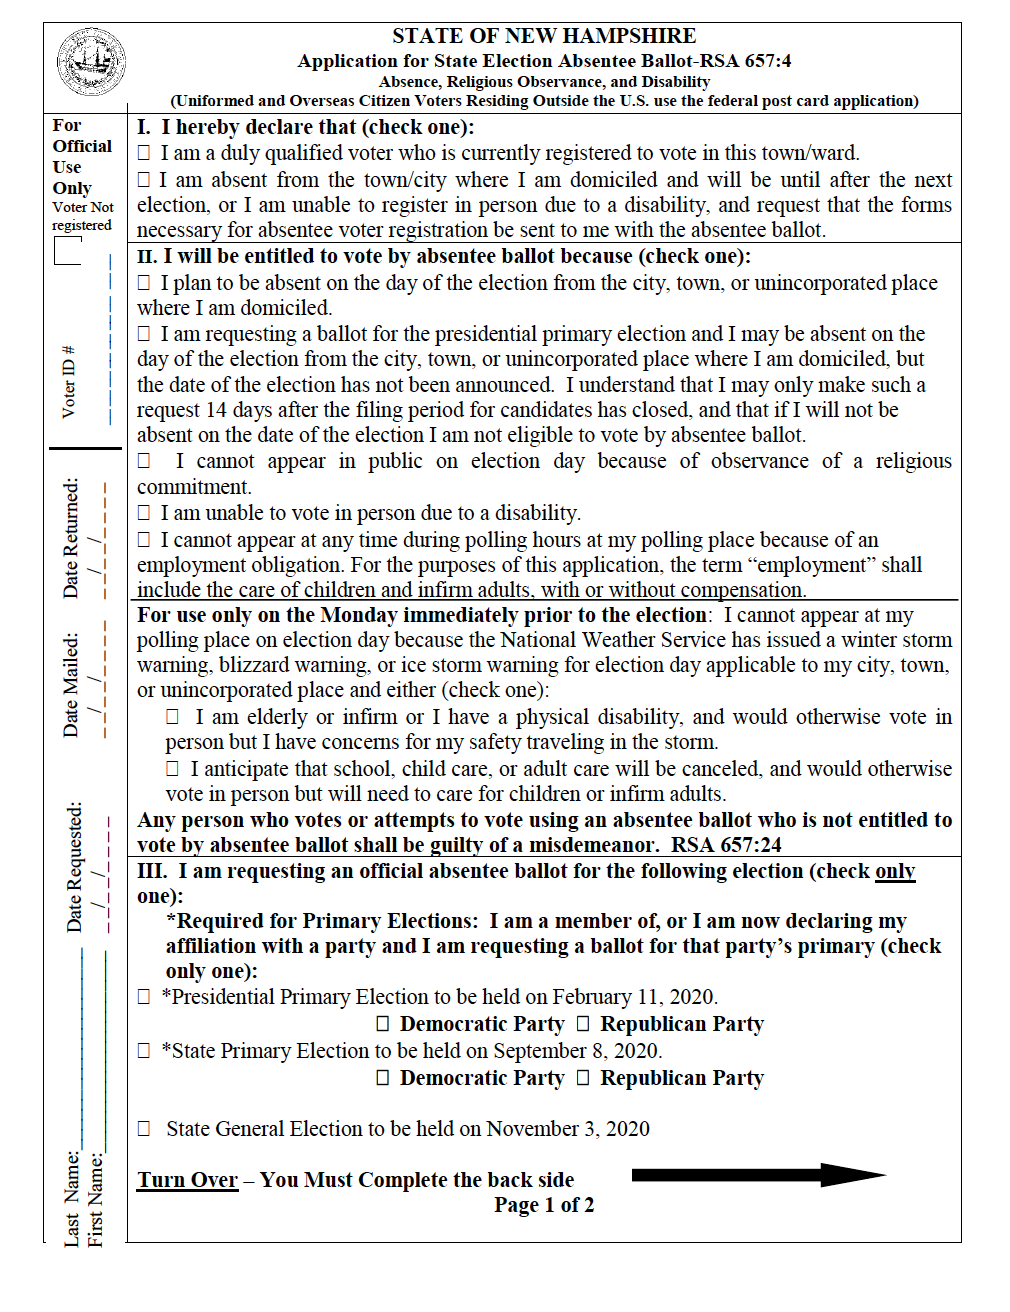 STATE OF NEW HAMPSHIRE
Application for State Election Absentee Ballot-RSA 657:4
Absence, Religious Observance, and Disability
(Uniformed and Overseas Citizen Voters Residing Outside the U.S. use the federal post card application)
For
Official
Use
Only
Voter Not
registered
Voter ID #
Date Returned:
__/__/____
Date Mailed:
__/__/____
Date Requested:
__/__/____
Last Name:
First Name:
I. I hereby declare that (check one):
☐ I am a duly qualified voter who is currently registered to vote in this town/ward.
☐ I am absent from the town/city where I am domiciled and will be until after the next
election, or I am unable to register in person due to a disability, and request that the forms
necessary for absentee voter registration be sent to me with the absentee ballot.
II. I will be entitled to vote by absentee ballot because (check one):
☐ I plan to be absent on the day of the election from the city, town, or unincorporated place
where I am domiciled.
☐ I am requesting a ballot for the presidential primary election and I may be absent on the
day of the election from the city, town, or unincorporated place where I am domiciled, but
the date of the election has not been announced. I understand that I may only make such a
request 14 days after the filing period for candidates has closed, and that if I will not be
absent on the date of the election I am not eligible to vote by absentee ballot.
☐ I cannot appear in public on election day because of observance of a religious
commitment.
☐ I am unable to vote in person due to a disability.
☐ I cannot appear at any time during polling hours at my polling place because of an
employment obligation. For the purposes of this application, the term “employment” shall
include the care of children and infirm adults, with or without compensation.
For use only on the Monday immediately prior to the election: I cannot appear at my
polling place on election day because the National Weather Service has issued a winter storm
warning, blizzard warning, or ice storm warning for election day applicable to my city, town,
or unincorporated place and either (check one):
☐ I am elderly or infirm or I have a physical disability, and would otherwise vote in
person but I have concerns for my safety traveling in the storm.
☐ I anticipate that school, child care, or adult care will be canceled, and would otherwise
vote in person but will need to care for children or infirm adults.
Any person who votes or attempts to vote using an absentee ballot who is not entitled to
vote by absentee ballot shall be guilty of a misdemeanor. RSA 657:24
III. I am requesting an official absentee ballot for the following election (check only
one):
*Required for Primary Elections: I am a member of, or I am now declaring my
affiliation with a party and I am requesting a ballot for that party’s primary (check
only one):
☐ *Presidential Primary Election to be held on February 11, 2020.
☐ Democratic Party ☐ Republican Party
☐ *State Primary Election to be held on September 8, 2020.
☐ Democratic Party ☐ Republican Party
☐ State General Election to be held on November 3, 2020
Turn Over – You Must Complete the back side
Page 1 of 2